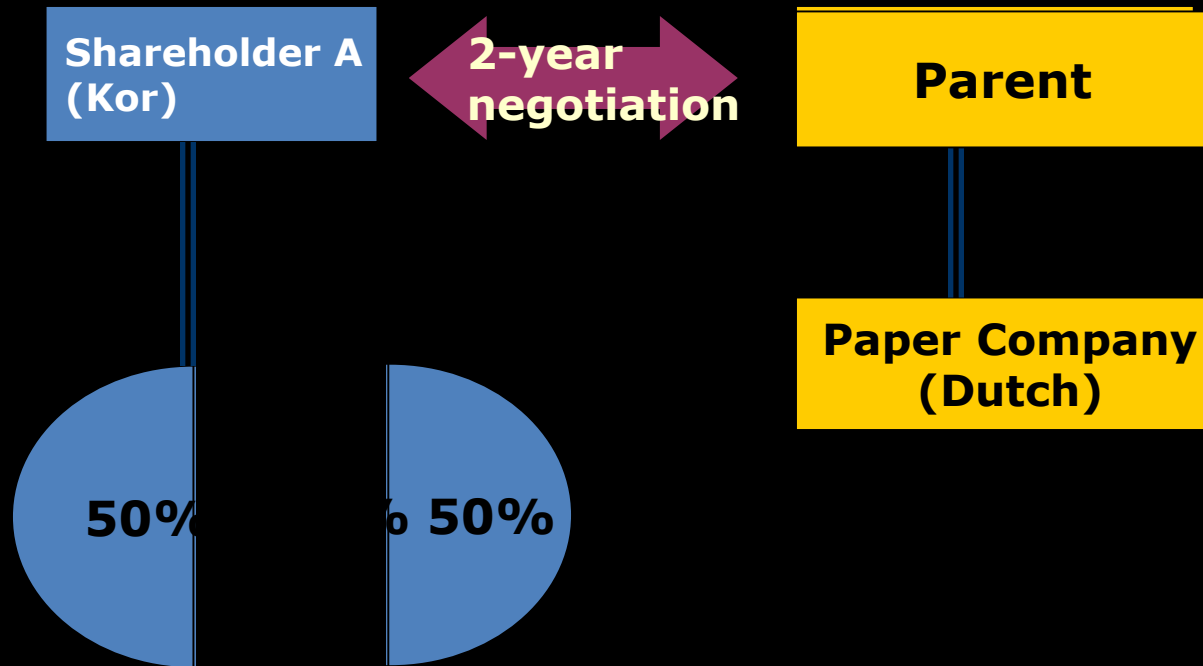 Shareholder A
(Kor)
2-year
negotiation
Parent
Paper Company
(Dutch)
50%
% 50%